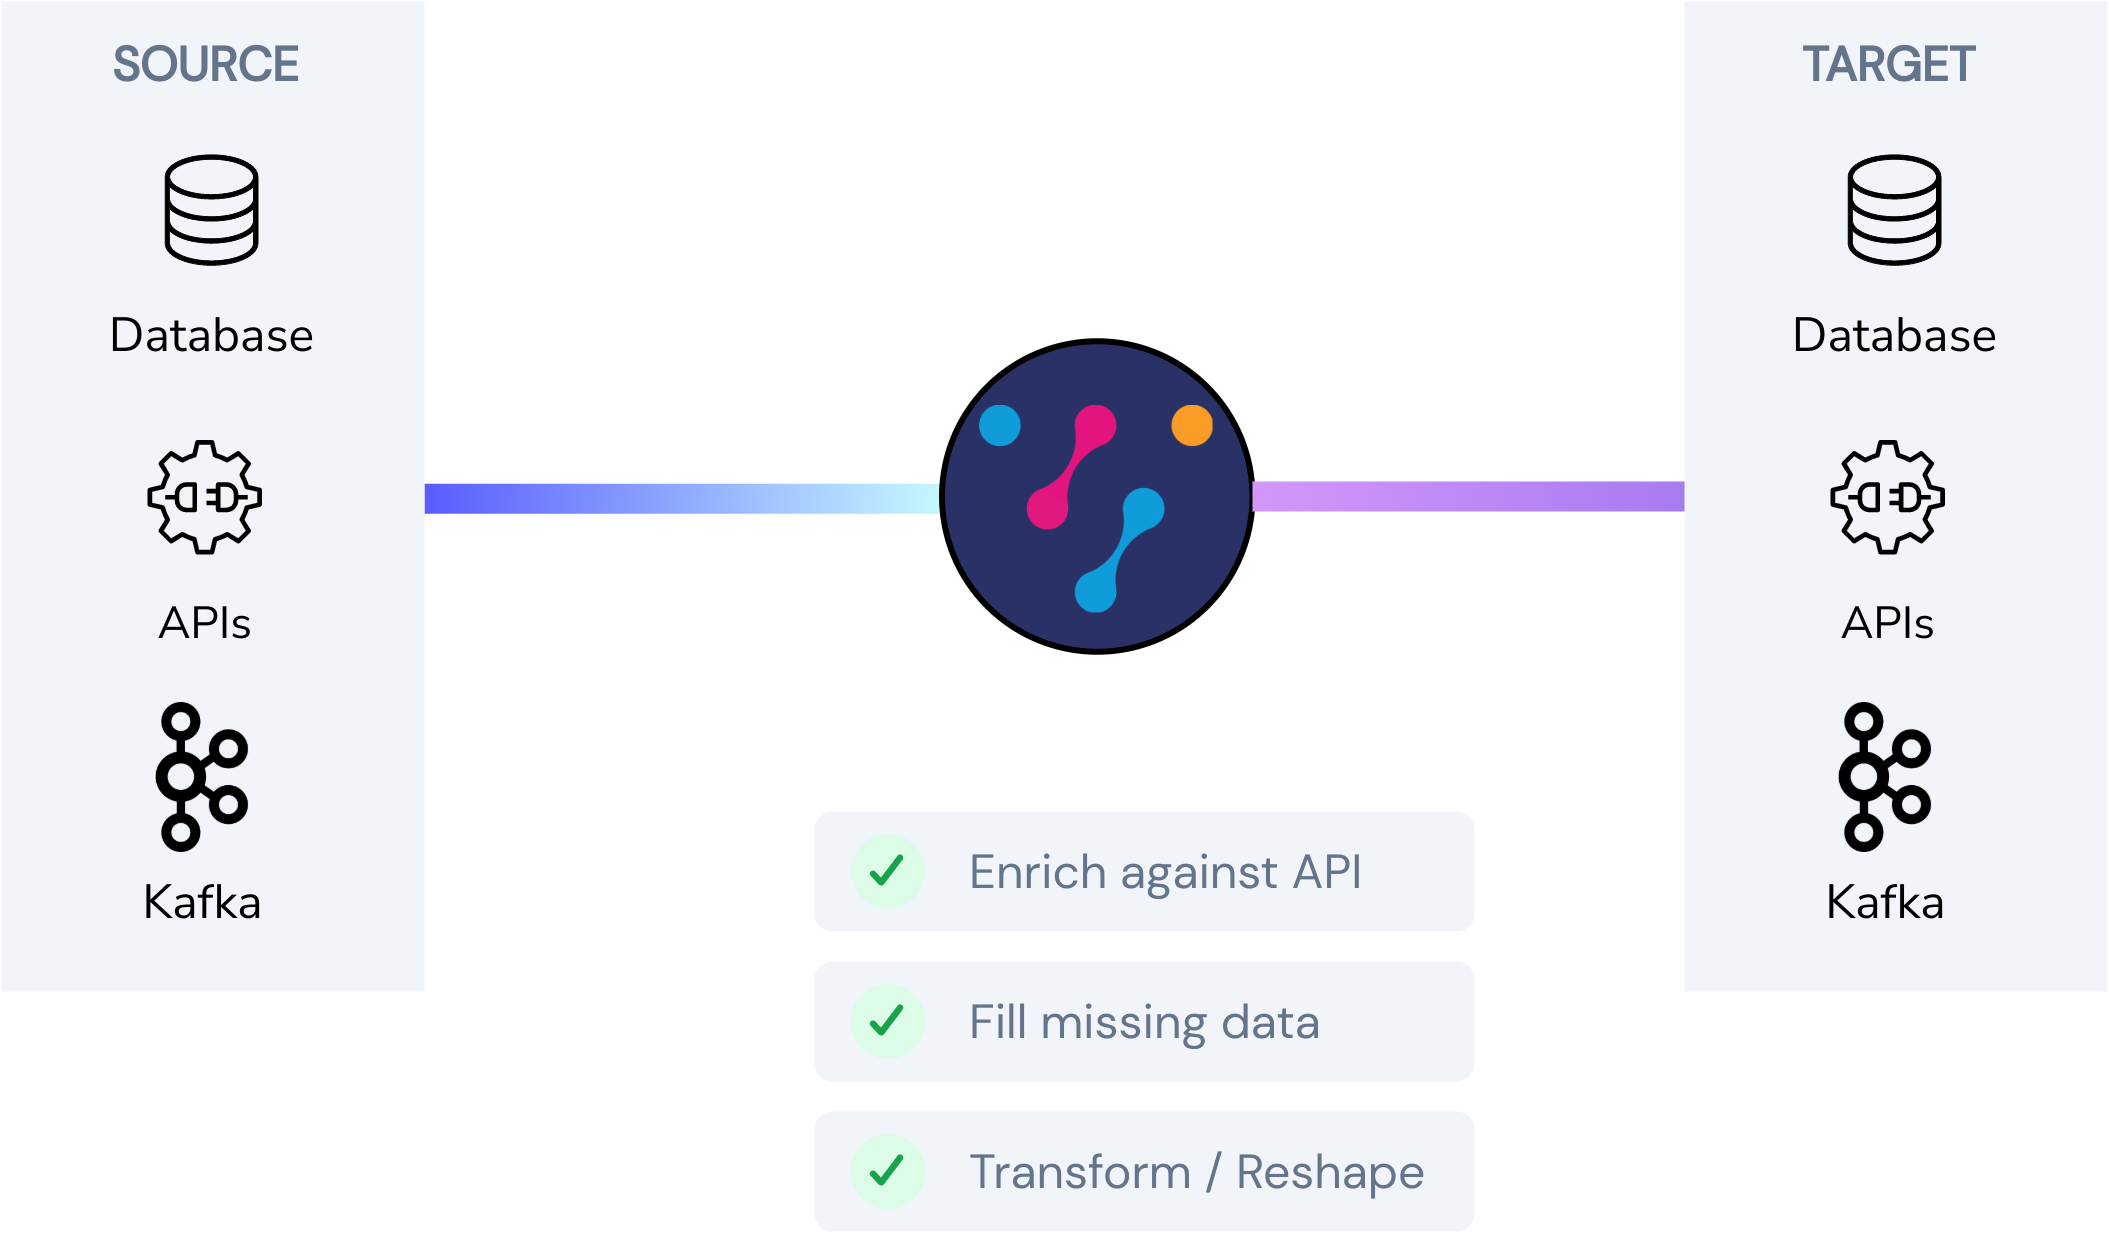 SOURCE
Database
APIs
Kafka
Enrich against API
Fill missing data
Transform / Reshape
TARGET
Database
APIs
Kafka